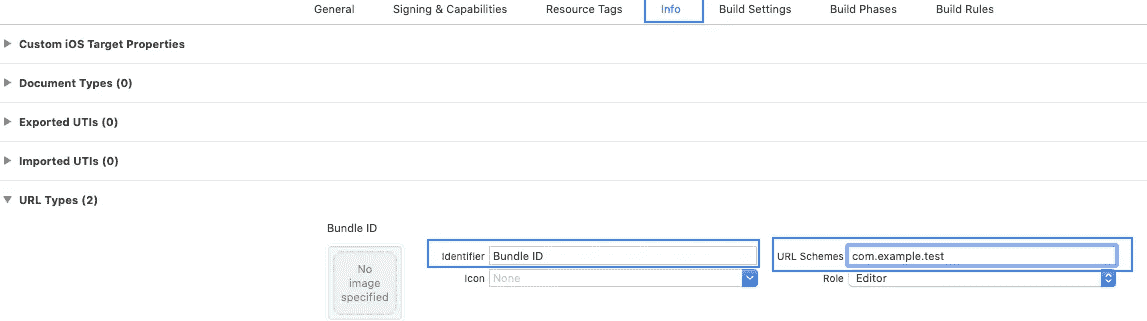 General Signing & Capabilities Resource Tags Info Build Settings Build Phases Build Rules
Custom iOS Target Properties
Document Types (0)
Exported UTIs (0)
Imported UTIs (0)
URL Types (2)
Bundle ID
No image specified
Identifier Bundle ID URL Schemes com.example.test
Icon None Role Editor